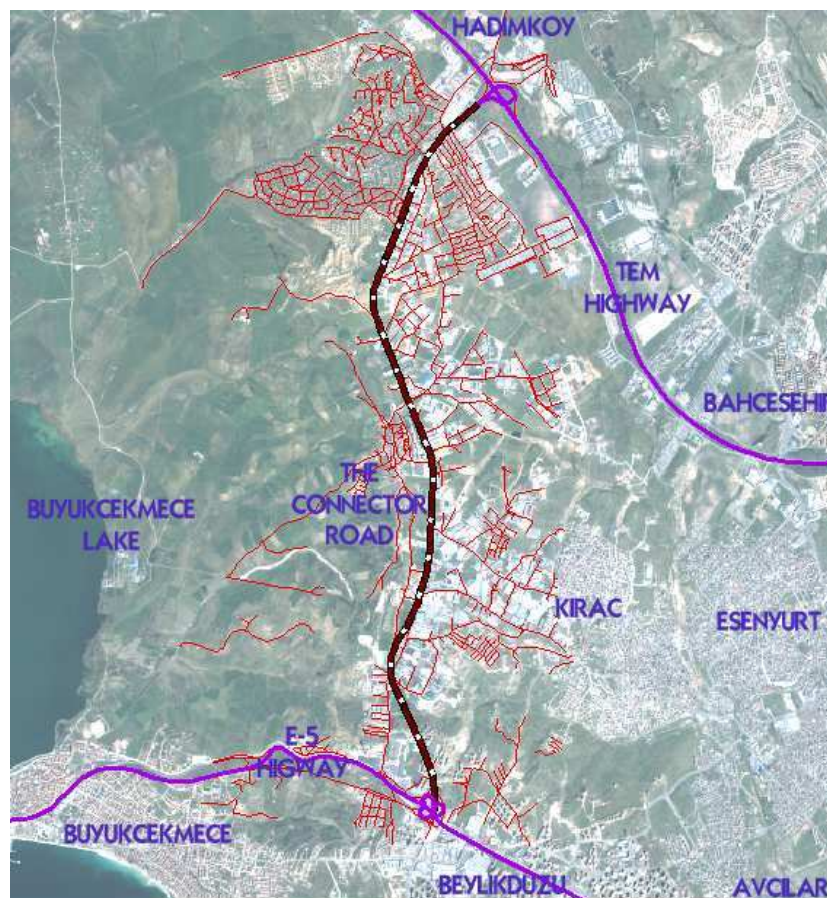 HADIMKOY
TEM
HIGHWAY
BAHCESEHIR
THE
CONNECTOR
ROAD
BUYUKCEKMECE
LAKE
KIRAC
ESENYURT
E-5
HIGWAY
BUYUKCEKMECE
BEYLIKDUZU
AVCILAR